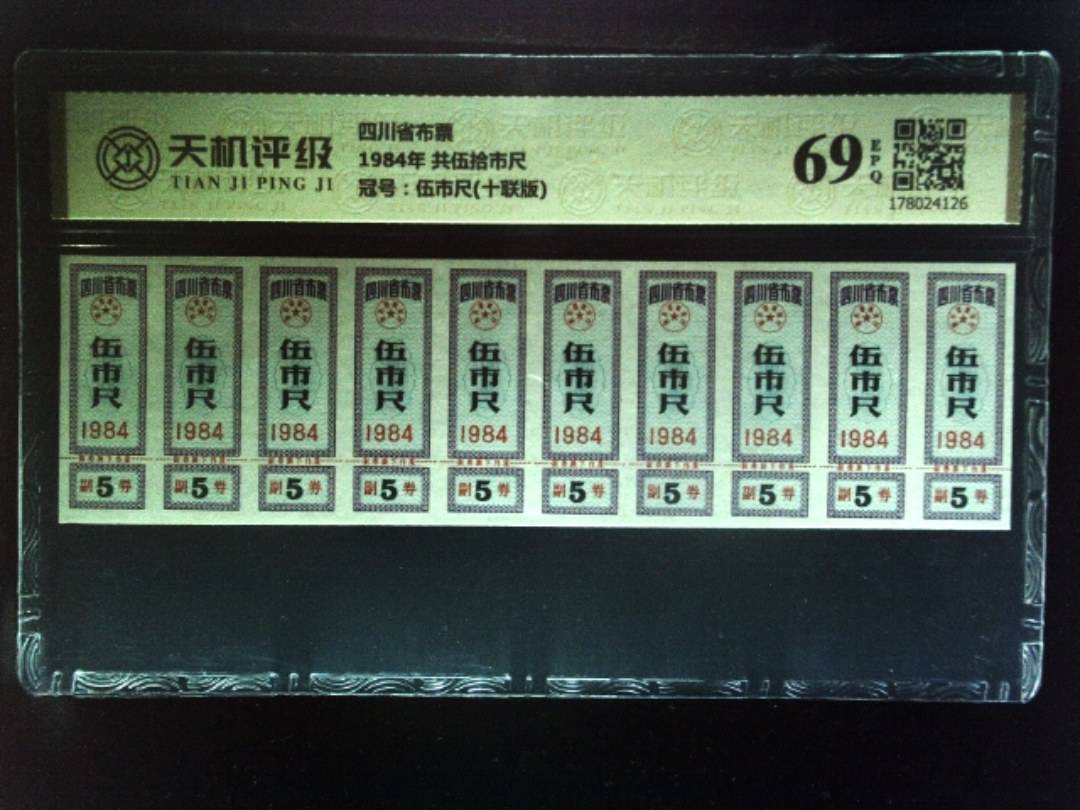 天机评级
TIAN JI PING JI
四川省布票
1984年 共伍拾市尺
冠号：伍市尺(十联版)
69
EPQ
178024126
四川省布票 四川省布票 四川省布票 四川省布票 四川省布票 四川省布票 四川省布票 四川省布票 四川省布票 四川省布票
伍市尺 伍市尺 伍市尺 伍市尺 伍市尺 伍市尺 伍市尺 伍市尺 伍市尺 伍市尺
1984 1984 1984 1984 1984 1984 1984 1984 1984 1984
副5券 副5券 副5券 副5券 副5券 副5券 副5券 副5券 副5券 副5券